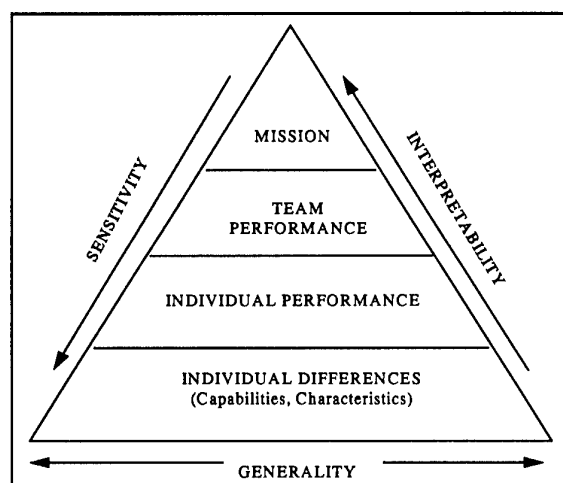 MISSION
TEAM
PERFORMANCE
INDIVIDUAL PERFORMANCE
INDIVIDUAL DIFFERENCES
(Capabilities, Characteristics)
SENSITIVITY
INTERPRETABILITY
GENERALITY